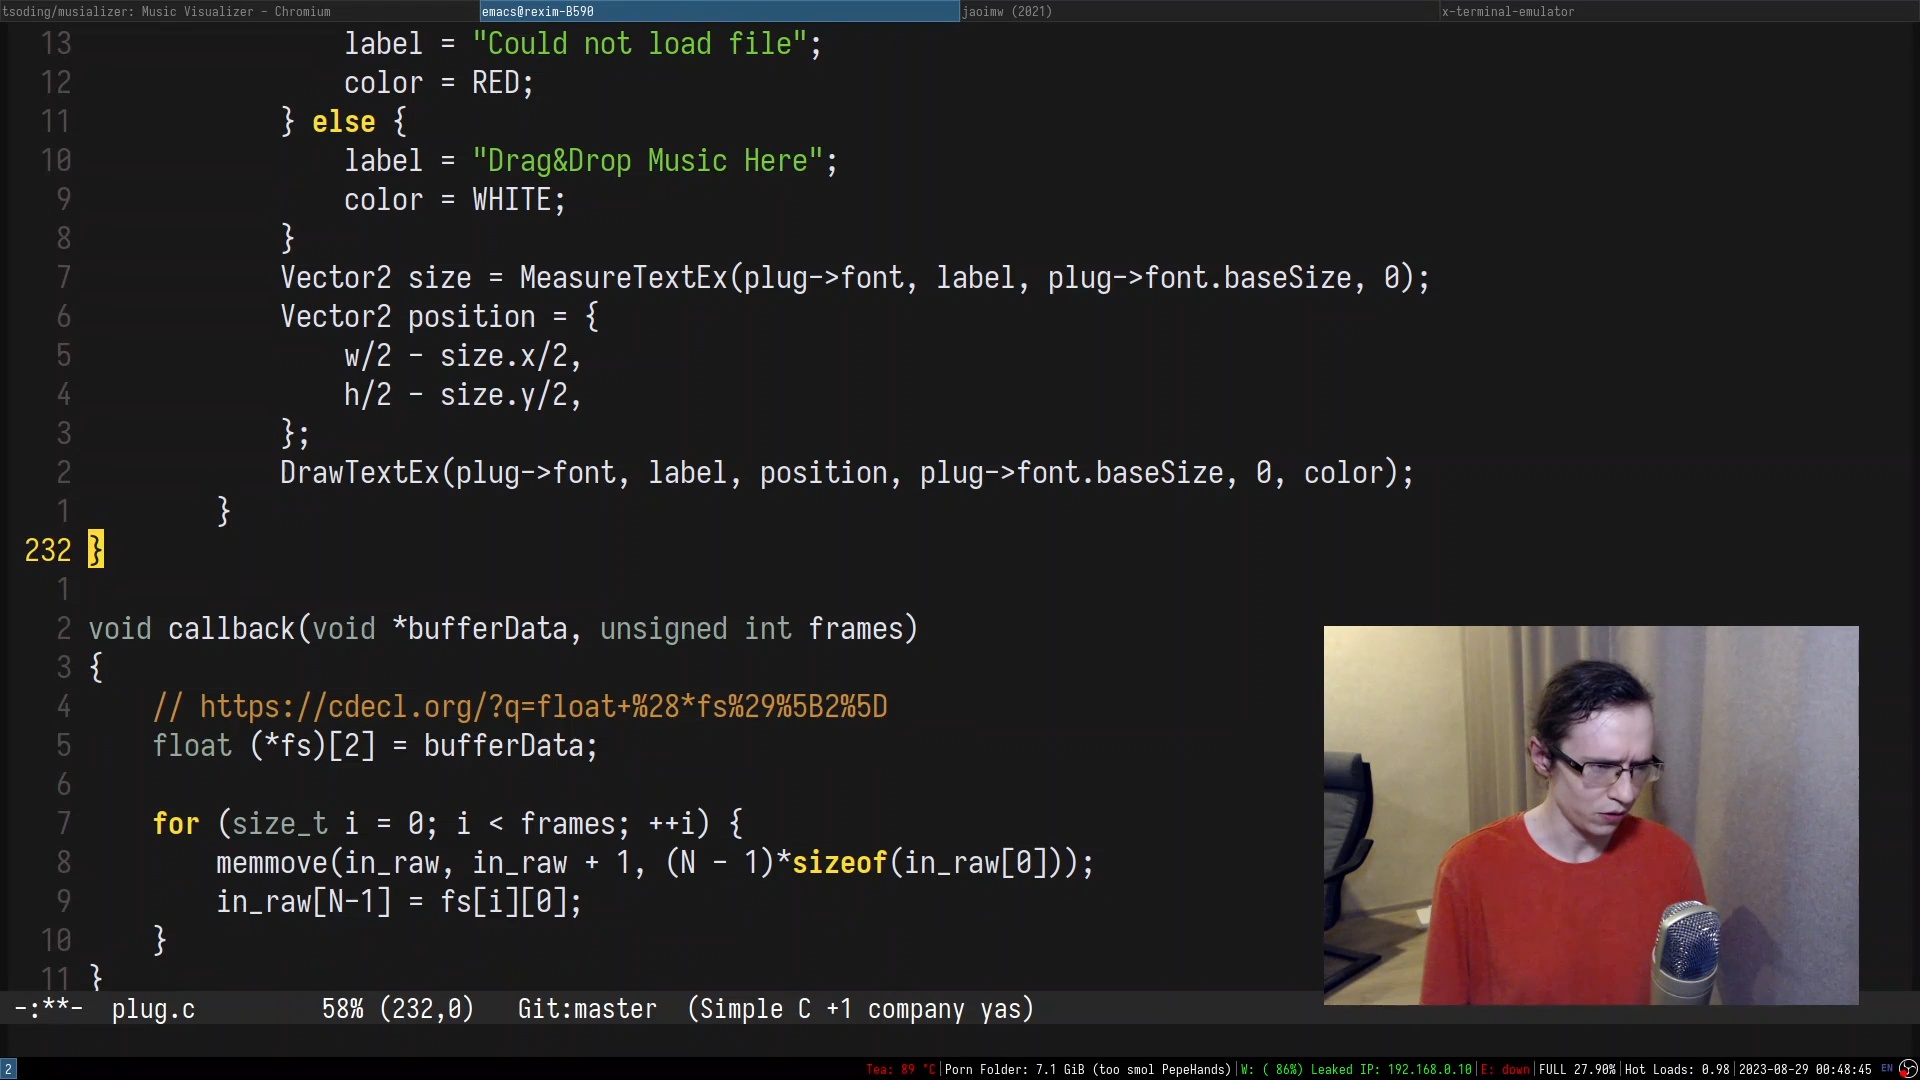 tsoding/musializer: Music Visualizer - Chromium
emacs@rexim-B590
jaoimw (2021)
x-terminal-emulator
13 label = "Could not load file";
12 color = RED;
11 } else {
10 label = "Drag&Drop Music Here";
9 color = WHITE;
8 }
7 Vector2 size = MeasureTextEx(plug->font, label, plug->font.baseSize, 0);
6 Vector2 position = {
5 w/2 - size.x/2,
4 h/2 - size.y/2,
3 };
2 DrawTextEx(plug->font, label, position, plug->font.baseSize, 0, color);
1 }
232 }
1
2 void callback(void *bufferData, unsigned int frames)
3 {
4 // https://cdecl.org/?q=float+%28*fs%29%5B2%5D
5 float (*fs)[2] = bufferData;
6
7 for (size_t i = 0; i < frames; ++i) {
8 memmove(in_raw, in_raw + 1, (N - 1)*sizeof(in_raw[0]));
9 in_raw[N-1] = fs[i][0];
10 }
11 }
-:**- plug.c 58% (232,0) Git:master (Simple C +1 company yas)
2 Tea: 89 °C|Porn Folder: 7.1 GiB (too smol PepeHands)|W: ( 86%) Leaked IP: 192.168.0.10|E: down|FULL 27.90%|Hot Loads: 0.98|2023-08-29 00:48:45 EN